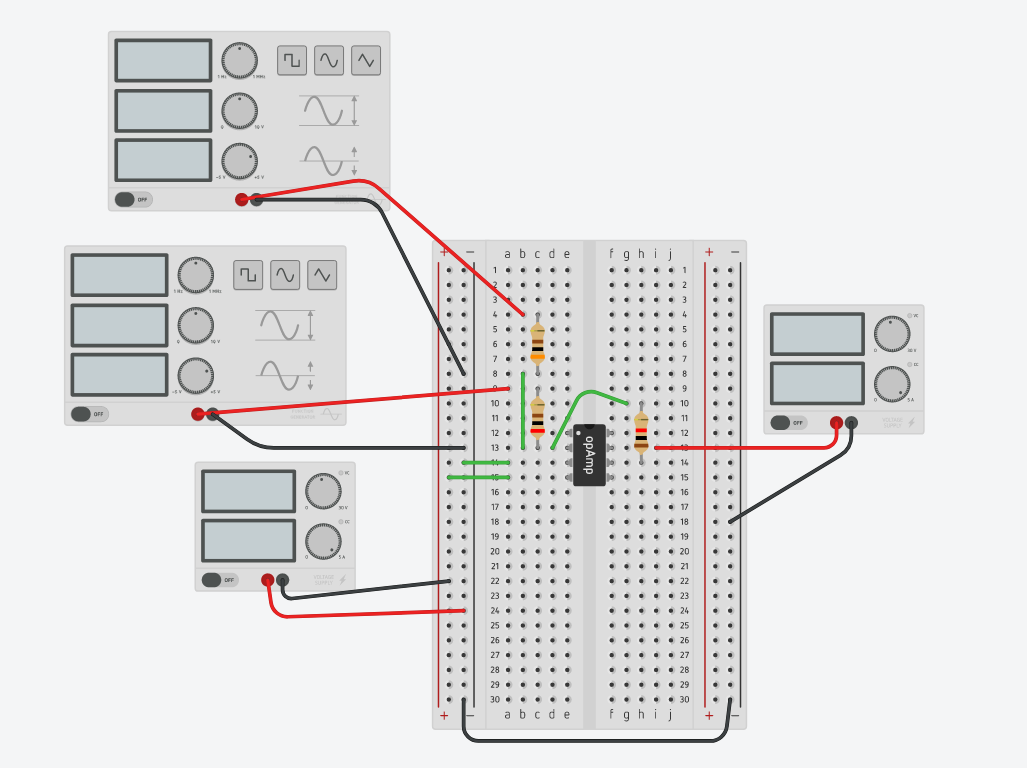 1 Hz 1 MHz
0 10 V
-5 V +5 V
OFF
1 Hz 1 MHz
0 10 V
-5 V +5 V
OFF
VC
0 30 V
CC
0 5 A
OFF
VOLTAGE
SUPPLY
+ − a b c d e f g h i j + −
1 1
2 2
3 3
4 4
5 5
6 6
7 7
8 8
9 9
10 10
11 11
12 12
13 13
14 14
15 15
16 16
17 17
18 18
19 19
20 20
21 21
22 22
23 23
24 24
25 25
26 26
27 27
28 28
29 29
30 30
+ − a b c d e f g h i j + −
opAmp
VC
0 30 V
CC
0 5 A
OFF
VOLTAGE
SUPPLY